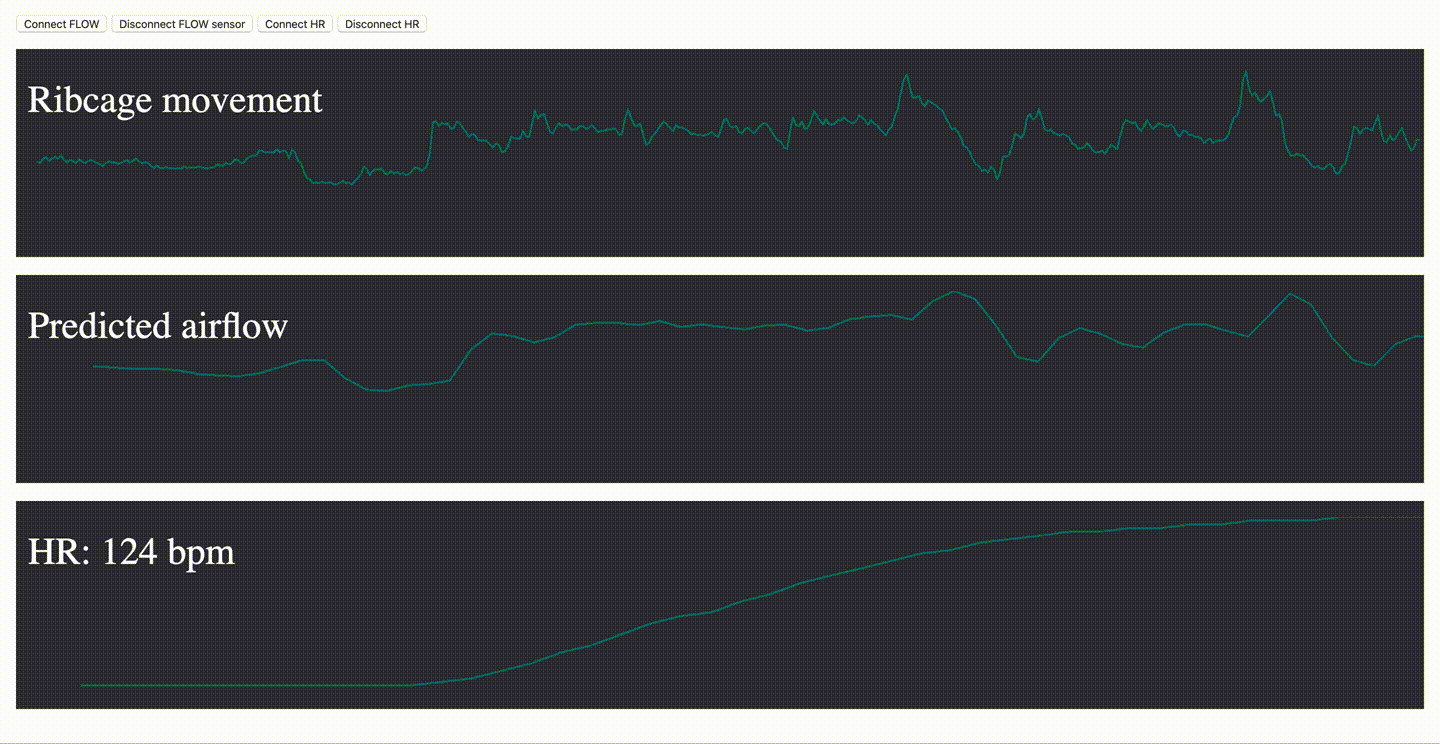 Connect FLOW Disconnect FLOW sensor Connect HR Disconnect HR
Ribcage movement
Predicted airflow
HR: 124 bpm